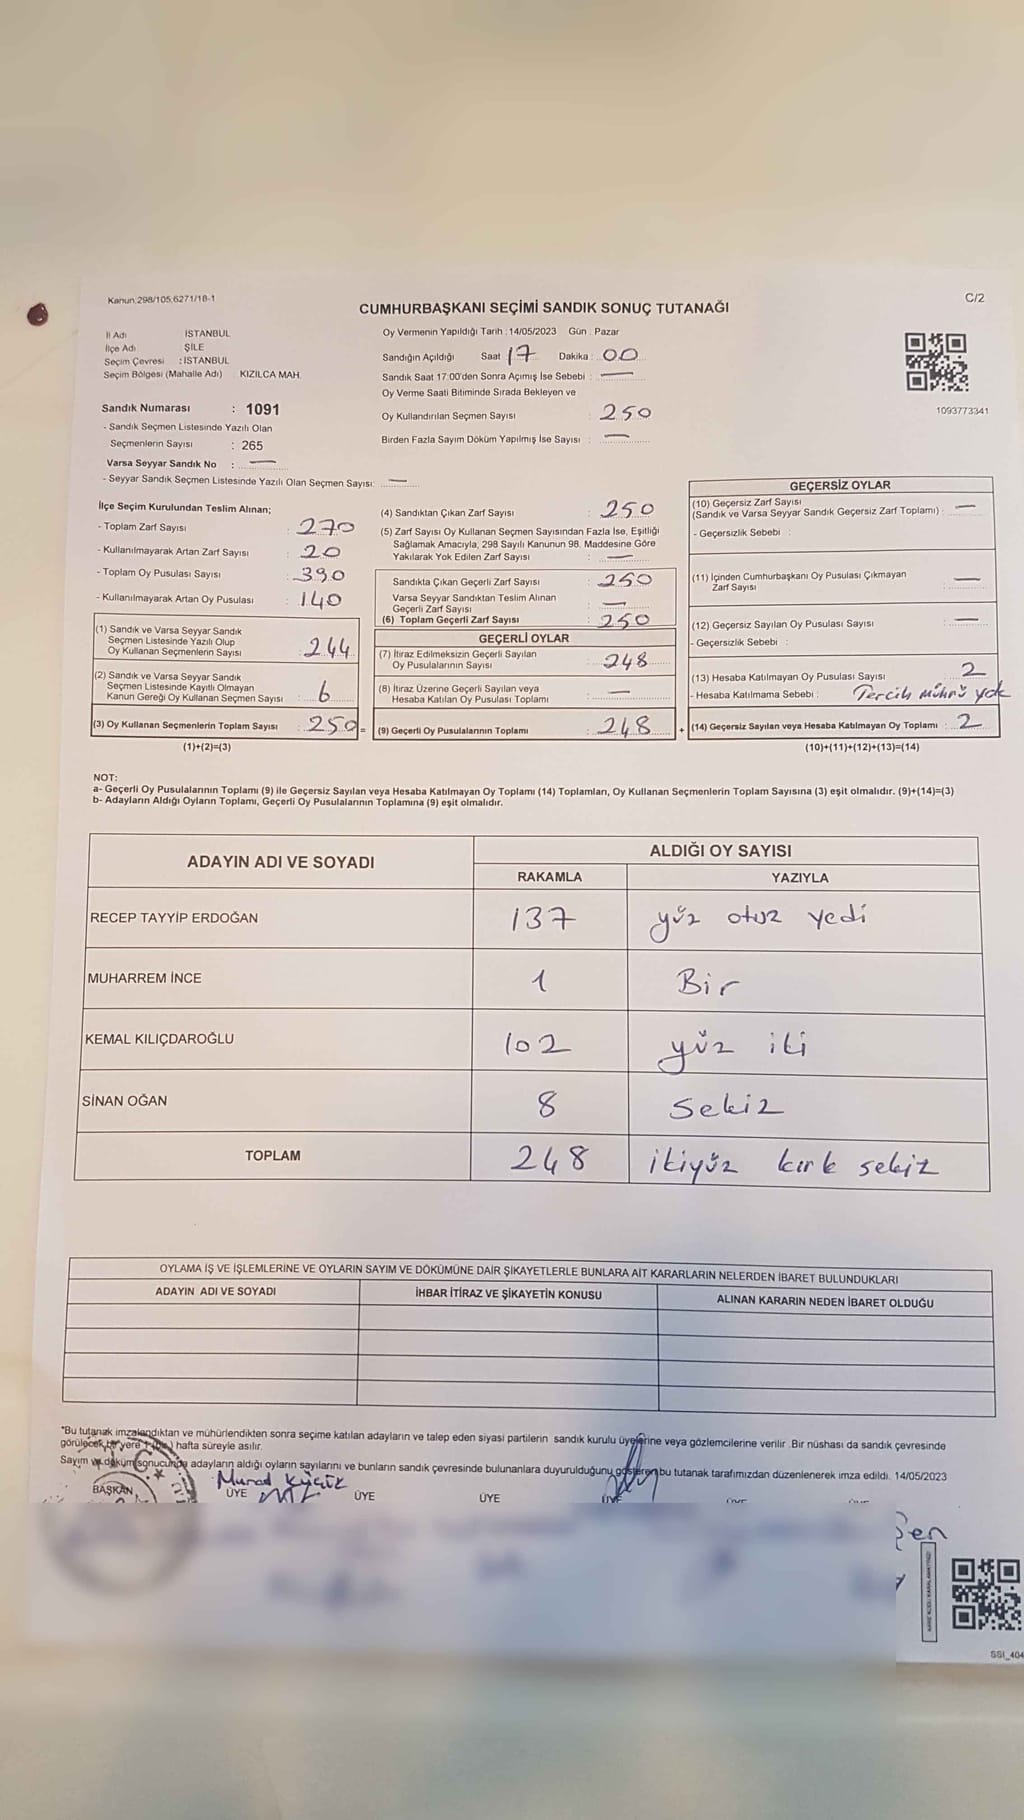 Kanun.298/105,6271/18-1
C/2
CUMHURBAŞKANI SEÇİMİ SANDIK SONUÇ TUTANAĞI
İl Adı İSTANBUL
İlçe Adı ŞİLE
Seçim Çevresi : İSTANBUL
Seçim Bölgesi (Mahalle Adı) : KIZILCA MAH.
Sandık Numarası : 1091
- Sandık Seçmen Listesinde Yazılı Olan
Seçmenlerin Sayısı : 265
Varsa Seyyar Sandık No : —
- Seyyar Sandık Seçmen Listesinde Yazılı Olan Seçmen Sayısı: —
Oy Vermenin Yapıldığı Tarih : 14/05/2023 Gün : Pazar
Sandığın Açıldığı Saat 17 Dakika : 00
Sandık Saat 17:00'den Sonra Açımış İse Sebebi : —
Oy Verme Saati Bitiminde Sırada Bekleyen ve
Oy Kullandırılan Seçmen Sayısı : 250
Birden Fazla Sayım Döküm Yapılmış İse Sayısı : —
1093773341
İlçe Seçim Kurulundan Teslim Alınan;
- Toplam Zarf Sayısı : 270
- Kullanılmayarak Artan Zarf Sayısı : 20
- Toplam Oy Pusulası Sayısı : 390
- Kullanılmayarak Artan Oy Pusulası : 140
(1) Sandık ve Varsa Seyyar Sandık
Seçmen Listesinde Yazılı Olup
Oy Kullanan Seçmenlerin Sayısı : 244
(2) Sandık ve Varsa Seyyar Sandık
Seçmen Listesinde Kayıtlı Olmayan
Kanun Gereği Oy Kullanan Seçmen Sayısı : 6
(3) Oy Kullanan Seçmenlerin Toplam Sayısı : 250 =
(1)+(2)=(3)
(4) Sandıktan Çıkan Zarf Sayısı : 250
(5) Zarf Sayısı Oy Kullanan Seçmen Sayısından Fazla İse, Eşitliği
Sağlamak Amacıyla, 298 Sayılı Kanunun 98. Maddesine Göre
Yakılarak Yok Edilen Zarf Sayısı : —
Sandıkta Çıkan Geçerli Zarf Sayısı : 250
Varsa Seyyar Sandıktan Teslim Alınan
Geçerli Zarf Sayısı : —
(6) Toplam Geçerli Zarf Sayısı : 250
GEÇERLİ OYLAR
(7) İtiraz Edilmeksizin Geçerli Sayılan
Oy Pusulalarının Sayısı : 248
(8) İtiraz Üzerine Geçerli Sayılan veya
Hesaba Katılan Oy Pusulası Toplamı : —
(9) Geçerli Oy Pusulalarının Toplamı : 248 +
GEÇERSİZ OYLAR
(10) Geçersiz Zarf Sayısı
(Sandık ve Varsa Seyyar Sandık Geçersiz Zarf Toplamı) : —
- Geçersizlik Sebebi :
(11) İçinden Cumhurbaşkanı Oy Pusulası Çıkmayan
Zarf Sayısı : —
(12) Geçersiz Sayılan Oy Pusulası Sayısı : —
- Geçersizlik Sebebi :
(13) Hesaba Katılmayan Oy Pusulası Sayısı : 2
- Hesaba Katılmama Sebebi : Tercih mührü yok
(14) Geçersiz Sayılan veya Hesaba Katılmayan Oy Toplamı : 2
(10)+(11)+(12)+(13)=(14)
NOT:
a- Geçerli Oy Pusulalarının Toplamı (9) ile Geçersiz Sayılan veya Hesaba Katılmayan Oy Toplamı (14) Toplamları, Oy Kullanan Seçmenlerin Toplam Sayısına (3) eşit olmalıdır. (9)+(14)=(3)
b- Adayların Aldığı Oyların Toplamı, Geçerli Oy Pusulalarının Toplamına (9) eşit olmalıdır.
ADAYIN ADI VE SOYADI
ALDIĞI OY SAYISI
RAKAMLA YAZIYLA
RECEP TAYYİP ERDOĞAN 137 yüz otuz yedi
MUHARREM İNCE 1 Bir
KEMAL KILIÇDAROĞLU 102 yüz iki
SİNAN OĞAN 8 sekiz
TOPLAM 248 ikiyüz kırk sekiz
OYLAMA İŞ VE İŞLEMLERİNE VE OYLARIN SAYIM VE DÖKÜMÜNE DAİR ŞİKAYETLERLE BUNLARA AİT KARARLARIN NELERDEN İBARET BULUNDUKLARI
ADAYIN ADI VE SOYADI İHBAR İTİRAZ VE ŞİKAYETİN KONUSU ALINAN KARARIN NEDEN İBARET OLDUĞU
*Bu tutanak imzalandıktan ve mühürlendikten sonra seçime katılan adayların ve talep eden siyasi partilerin sandık kurulu üyelerine veya gözlemcilerine verilir .Bir nüshası da sandık çevresinde
görülecek bir yere 1 (bir) hafta süreyle asılır.
Sayım ve döküm sonucunda adayların aldığı oyların sayılarını ve bunların sandık çevresinde bulunanlara duyurulduğunu gösteren bu tutanak tarafımızdan düzenlenerek imza edildi. 14/05/2023
Murad Küçük
BAŞKAN ÜYE ÜYE ÜYE ÜYE
SSI_404